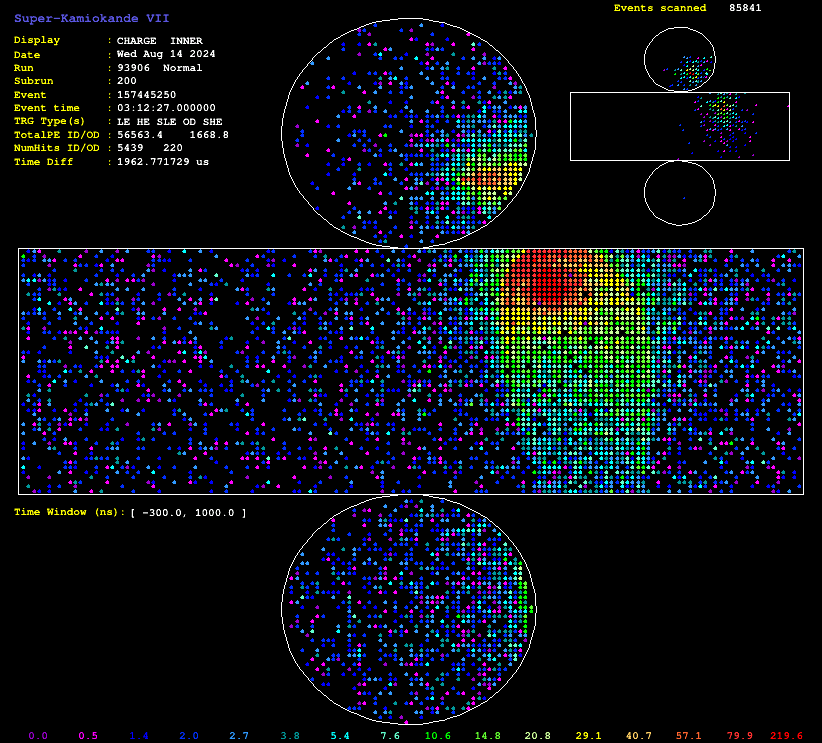 Events scanned 85841
Super-Kamiokande VII
Display : CHARGE INNER
Date : Wed Aug 14 2024
Run : 93906 Normal
Subrun : 200
Event : 157445250
Event time : 03:12:27.000000
TRG Type(s) : LE HE SLE OD SHE
TotalPE ID/OD : 56563.4 1668.8
NumHits ID/OD : 5439 220
Time Diff : 1962.771729 us
Time Window (ns): [ -300.0, 1000.0 ]
0.0 0.5 1.4 2.0 2.7 3.8 5.4 7.6 10.6 14.8 20.8 29.1 40.7 57.1 79.9 219.6